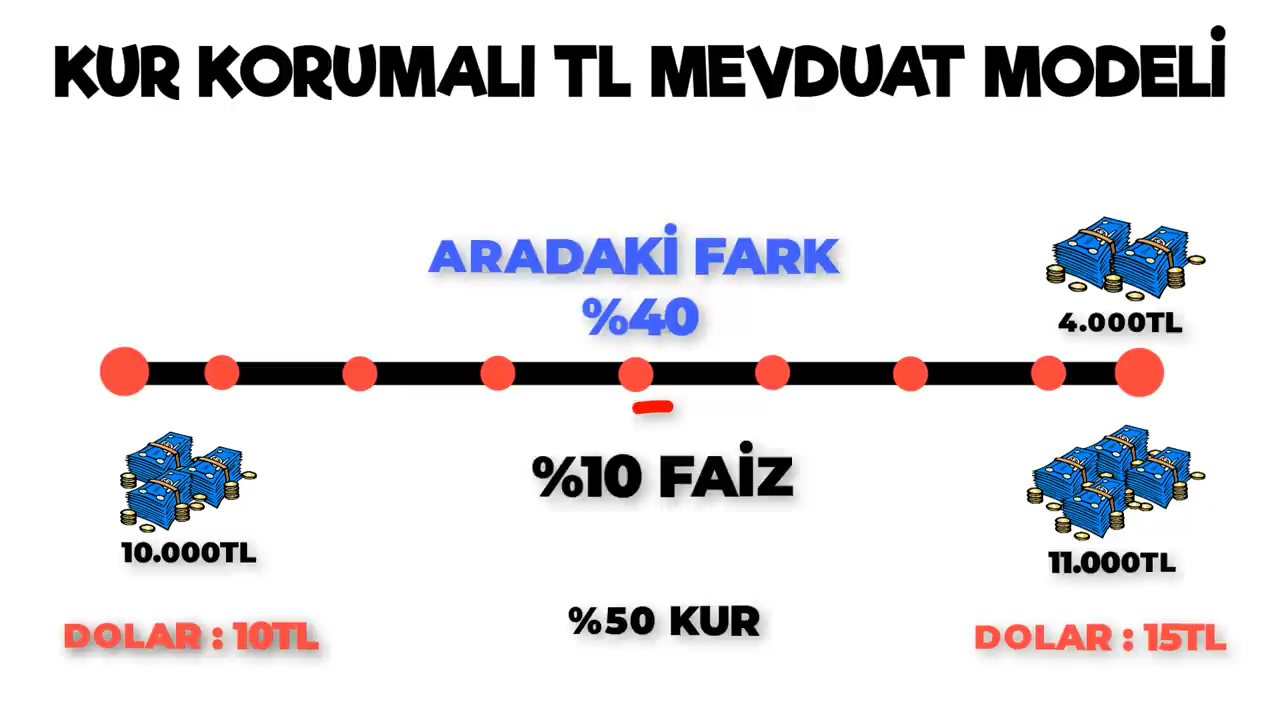 KUR KORUMALI TL MEVDUAT MODELİ
ARADAKİ FARK
%40
4.000TL
%10 FAİZ
10.000TL
11.000TL
%50 KUR
DOLAR : 10TL
DOLAR : 15TL